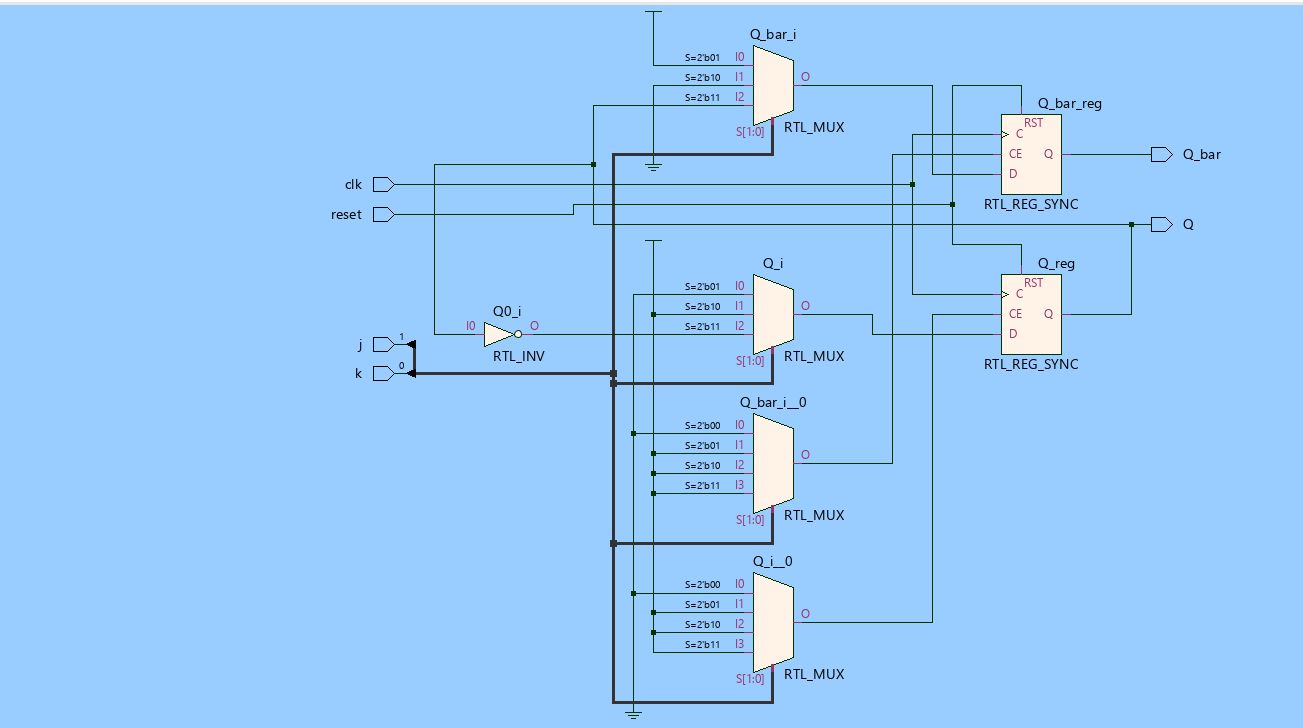 Q_bar_i
S=2'b01 I0
S=2'b10 I1
S=2'b11 I2
O
S[1:0]
RTL_MUX
Q_bar_reg
RST
C
CE
D
Q
RTL_REG_SYNC
Q_bar
clk
reset
Q
Q_i
S=2'b01 I0
S=2'b10 I1
S=2'b11 I2
O
S[1:0]
RTL_MUX
Q_reg
RST
C
CE
D
Q
RTL_REG_SYNC
Q0_i
I0
O
RTL_INV
j 1
k 0
Q_bar_i__0
S=2'b00 I0
S=2'b01 I1
S=2'b10 I2
S=2'b11 I3
O
S[1:0]
RTL_MUX
Q_i__0
S=2'b00 I0
S=2'b01 I1
S=2'b10 I2
S=2'b11 I3
O
S[1:0]
RTL_MUX